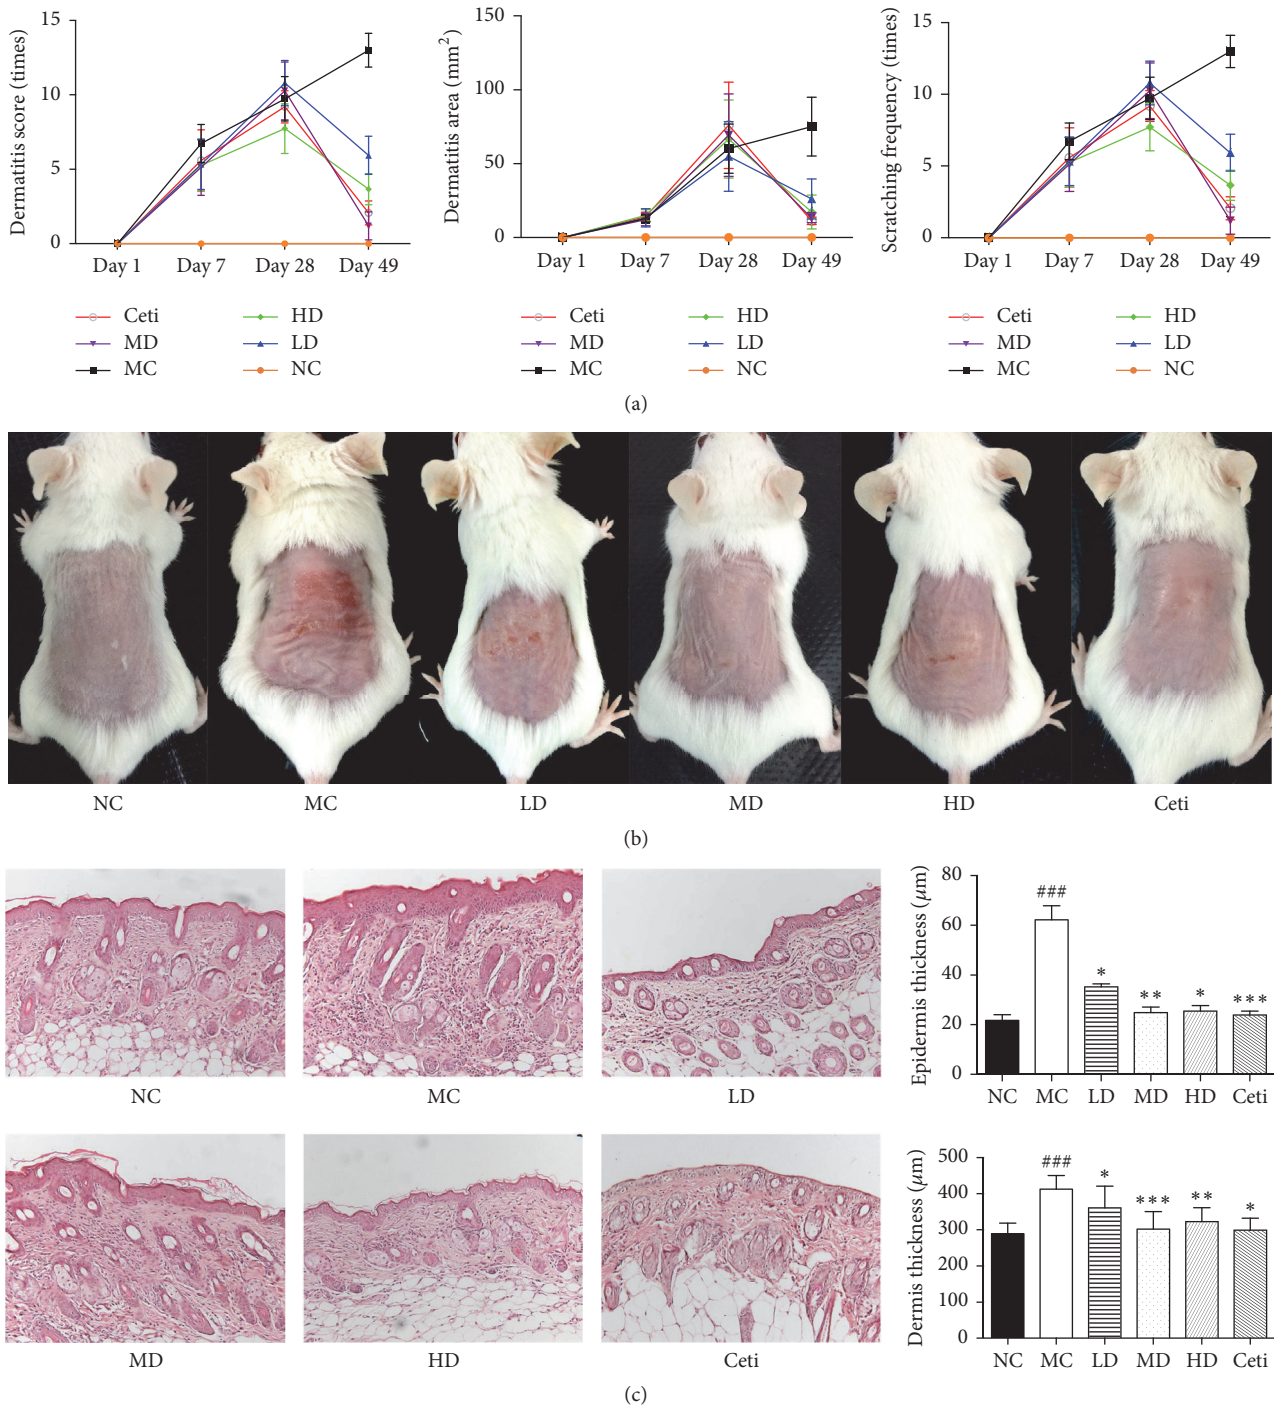 Dermatitis score (times)
15
10
5
0
Day 1 Day 7 Day 28 Day 49
Ceti HD
MD LD
MC NC
Dermatitis area (mm²)
150
100
50
0
Day 1 Day 7 Day 28 Day 49
Ceti HD
MD LD
MC NC
Scratching frequency (times)
15
10
5
0
Day 1 Day 7 Day 28 Day 49
Ceti HD
MD LD
MC NC
(a)
NC MC LD MD HD Ceti
(b)
NC MC LD
MD HD Ceti
Epidermis thickness (μm)
80
60
40
20
0
### * ** * ***
NC MC LD MD HD Ceti
Dermis thickness (μm)
500
400
300
200
100
0
### * *** ** *
NC MC LD MD HD Ceti
(c)